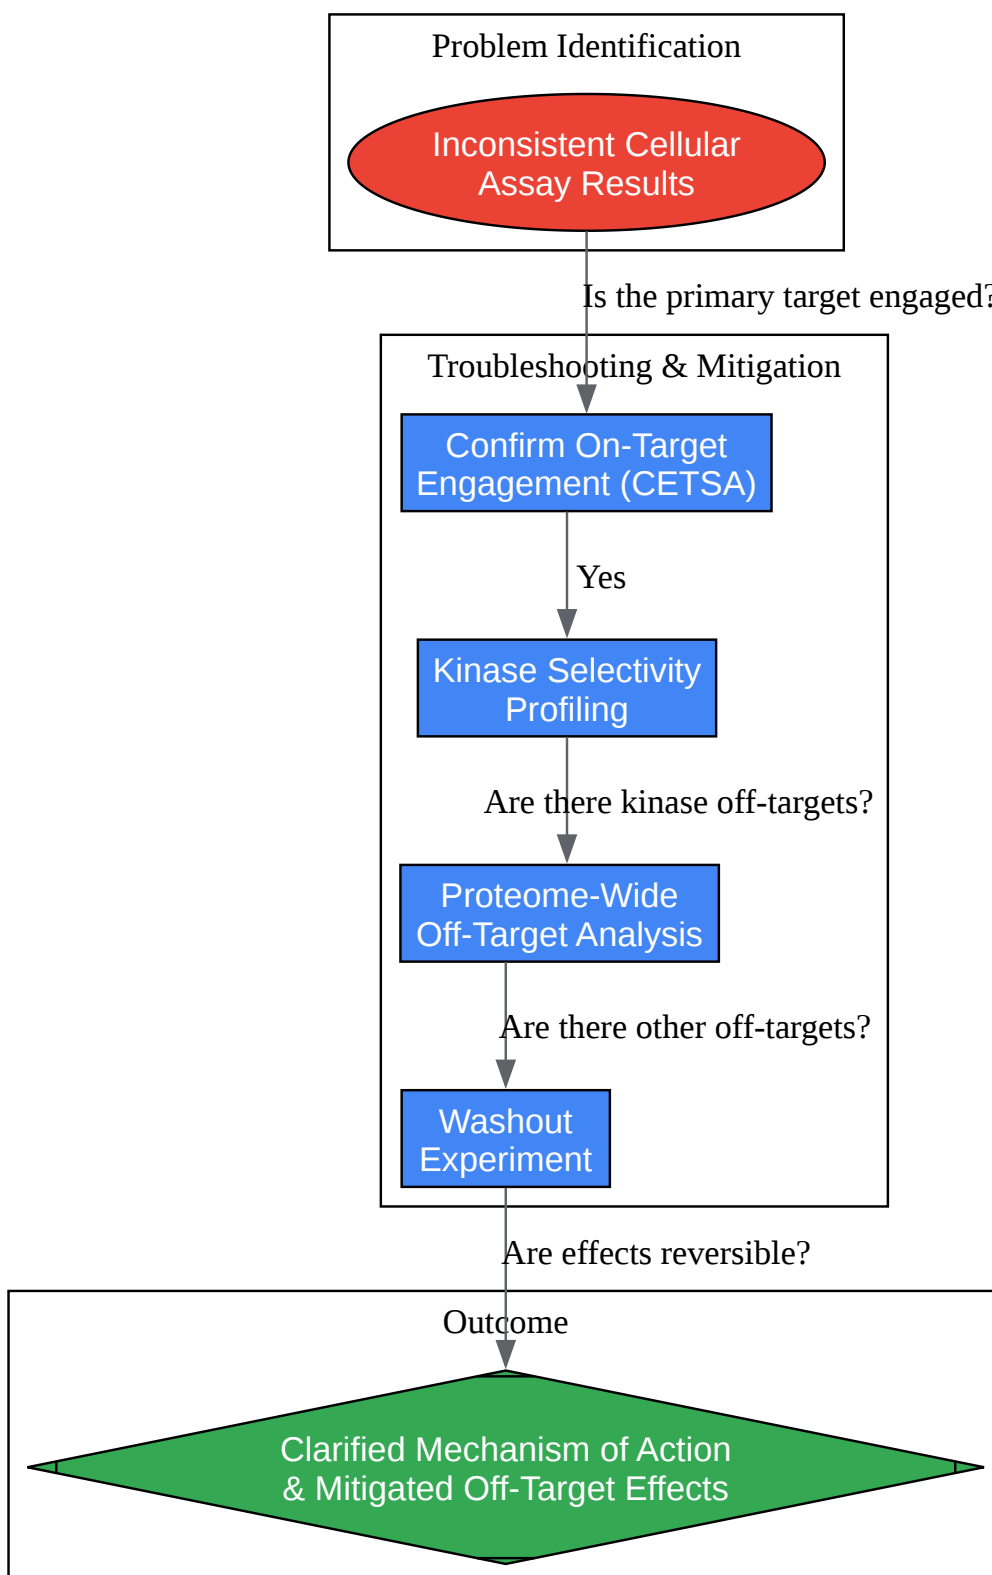 Problem Identification
Inconsistent Cellular
Assay Results
Is the primary target engaged?
Troubleshooting & Mitigation
Confirm On-Target
Engagement (CETSA)
Yes
Kinase Selectivity
Profiling
Are there kinase off-targets?
Proteome-Wide
Off-Target Analysis
Are there other off-targets?
Washout
Experiment
Are effects reversible?
Outcome
Clarified Mechanism of Action
& Mitigated Off-Target Effects